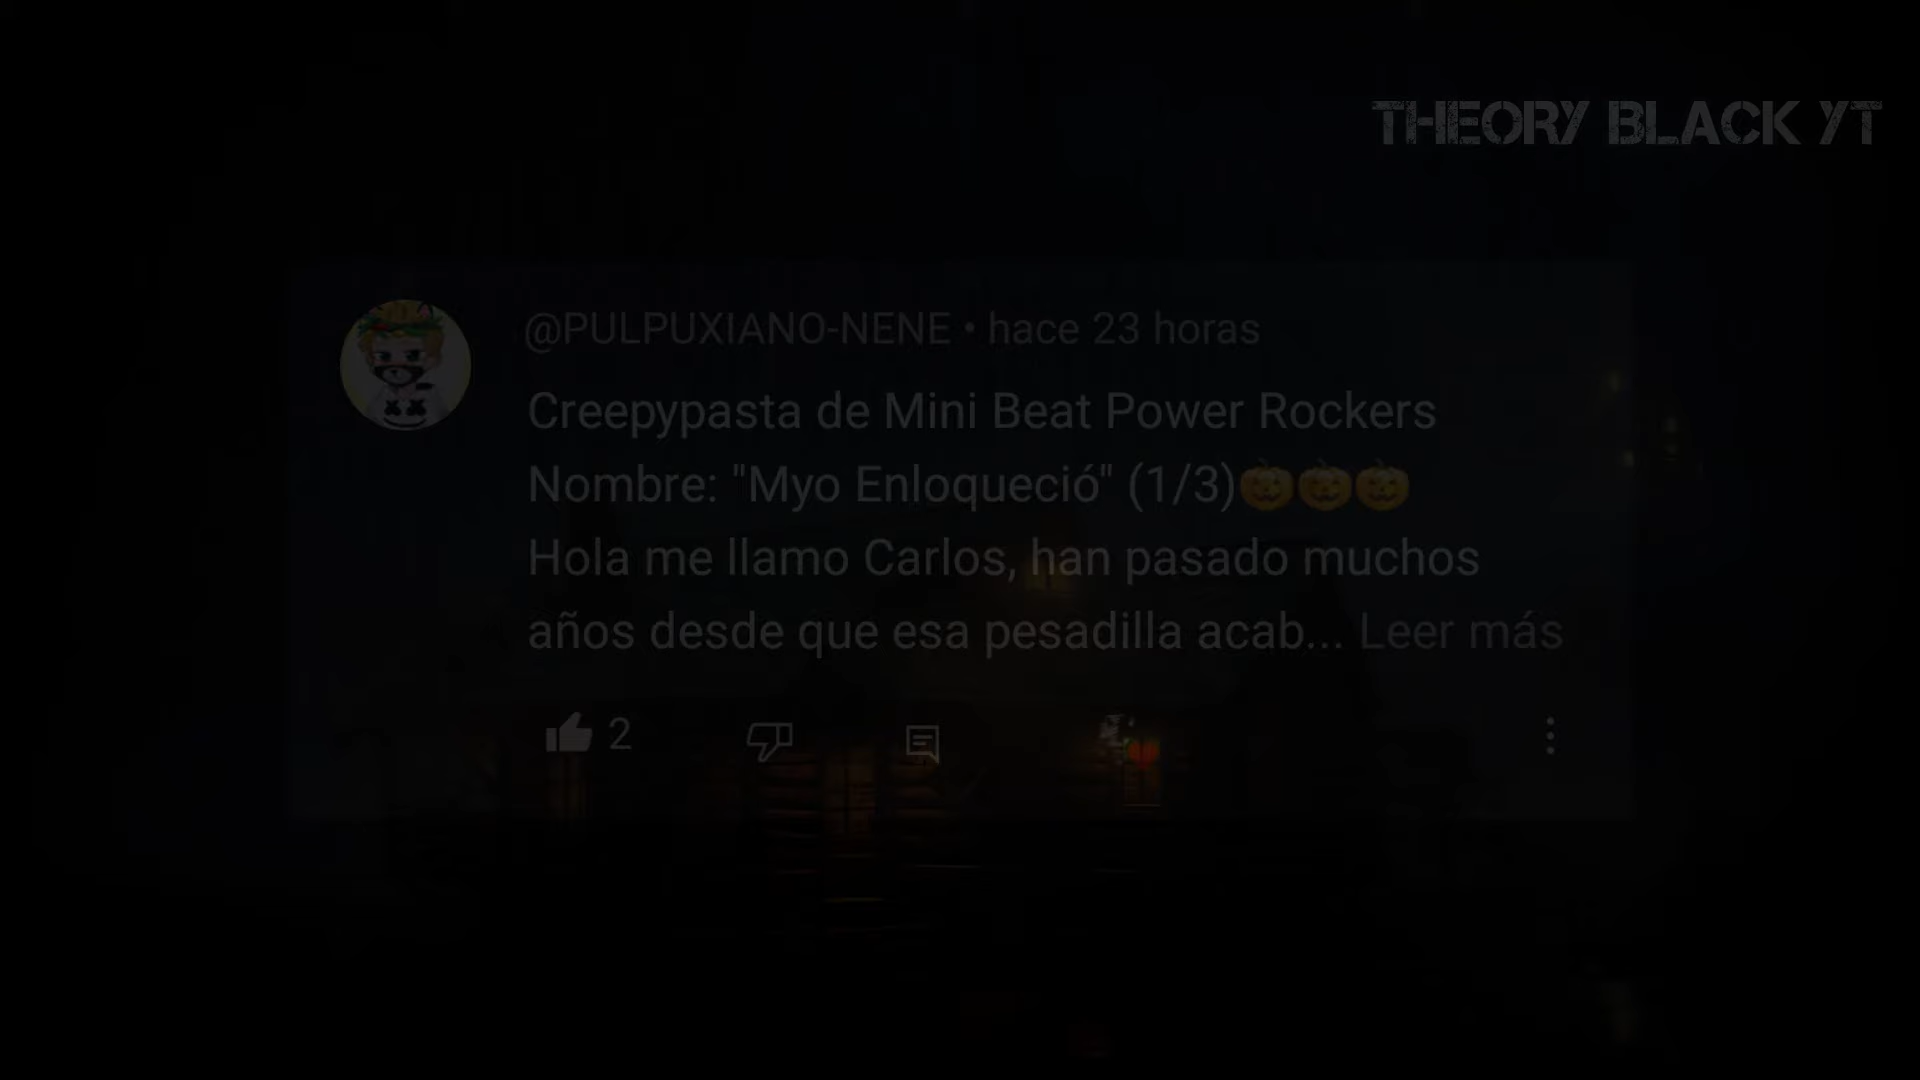 THEORY BLACK YT
@PULPUXIANO-NENE • hace 23 horas
Creepypasta de Mini Beat Power Rockers
Nombre: "Myo Enloqueció" (1/3)🎃🎃🎃
Hola me llamo Carlos, han pasado muchos
años desde que esa pesadilla acab... Leer más
2